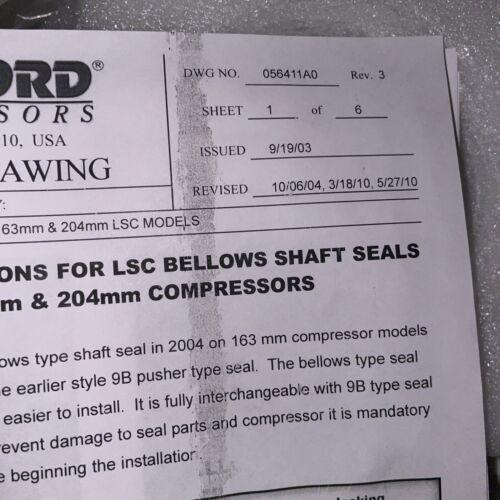 ORD®
SSORS
DWG NO. 056411A0 Rev. 3
SHEET 1 of 6
10, USA
ISSUED 9/19/03
AWING
REVISED 10/06/04, 3/18/10, 5/27/10
Y:
63mm & 204mm LSC MODELS
ONS FOR LSC BELLOWS SHAFT SEALS
m & 204mm COMPRESSORS
ows type shaft seal in 2004 on 163 mm compressor models
e earlier style 9B pusher type seal. The bellows type seal
easier to install. It is fully interchangeable with 9B type seal
revent damage to seal parts and compressor it is mandatory
e beginning the installation.